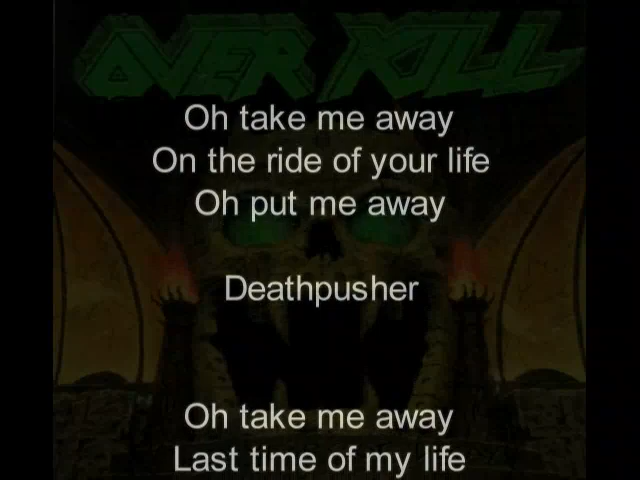 OVER KILL
Oh take me away
On the ride of your life
Oh put me away
Deathpusher
Oh take me away
Last time of my life